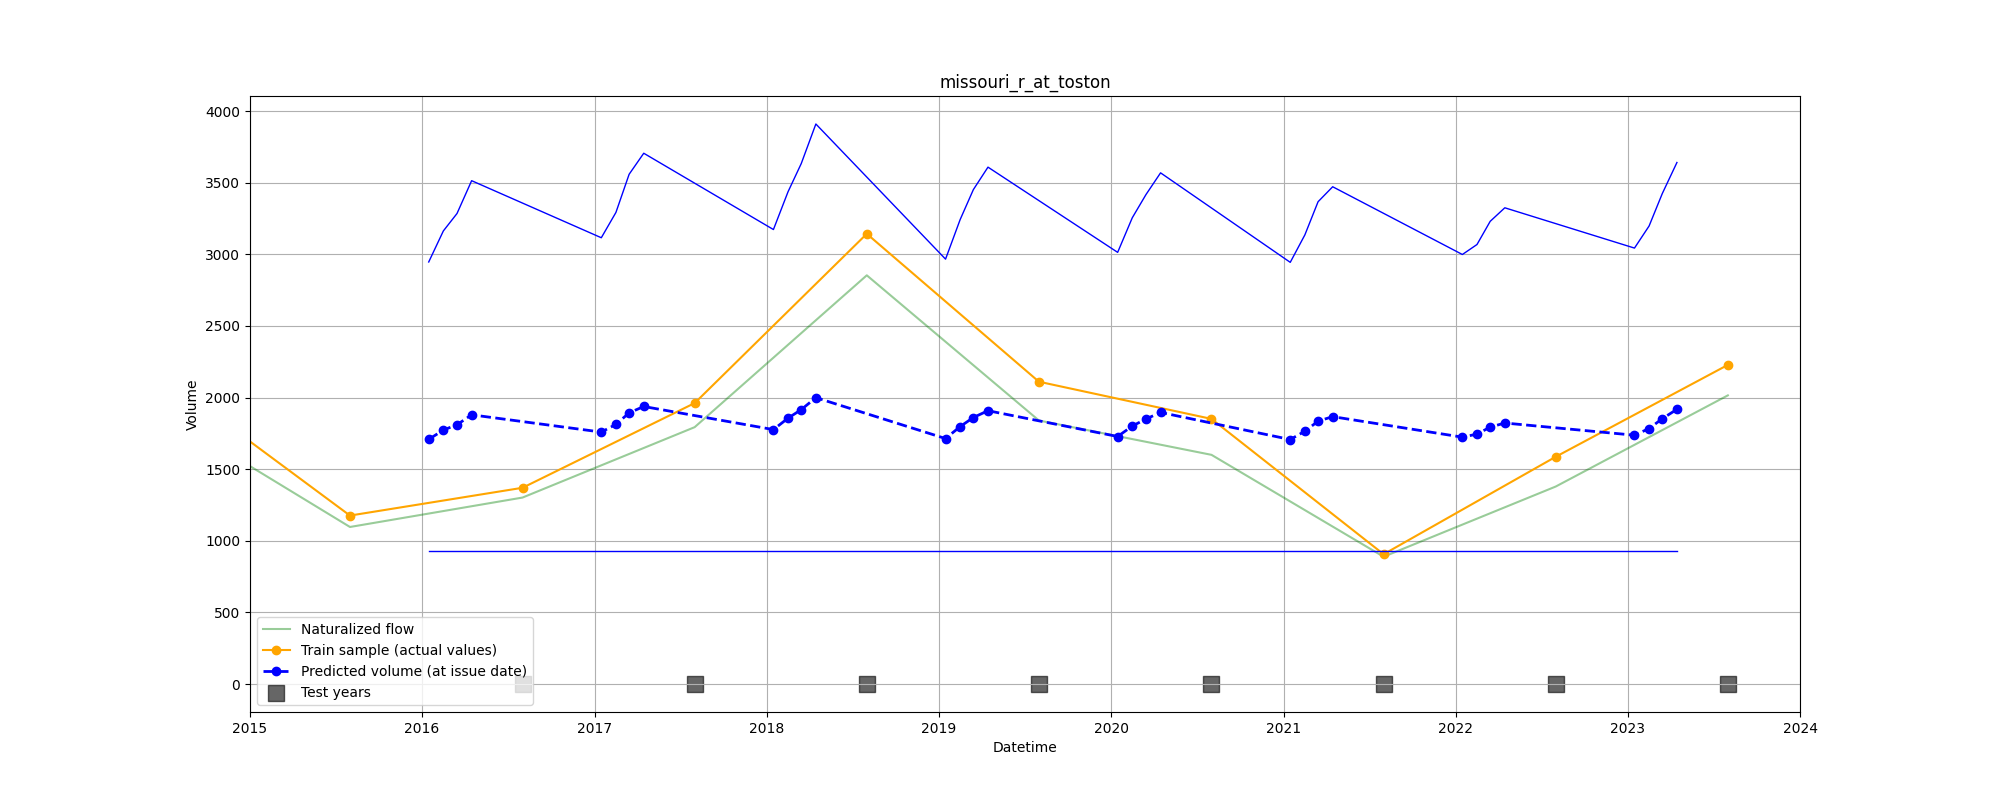 missouri_r_at_toston
4000
3500
3000
2500
2000
1500
1000
500
0
Volume
Naturalized flow
Train sample (actual values)
Predicted volume (at issue date)
Test years
2015 2016 2017 2018 2019 2020 2021 2022 2023 2024
Datetime